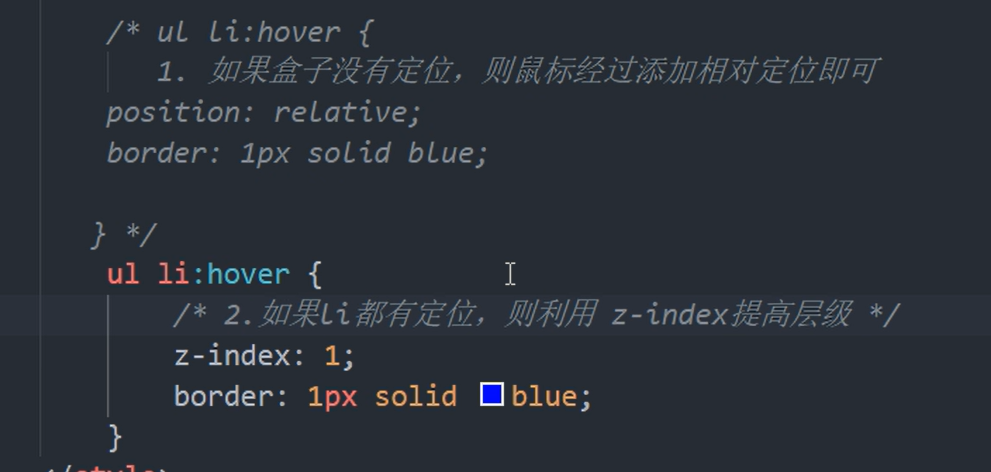 /* ul li:hover {
1. 如果盒子没有定位，则鼠标经过添加相对定位即可
position: relative;
border: 1px solid blue;
} */
ul li:hover {
/* 2.如果li都有定位，则利用 z-index提高层级 */
z-index: 1;
border: 1px solid blue;
}
</style>